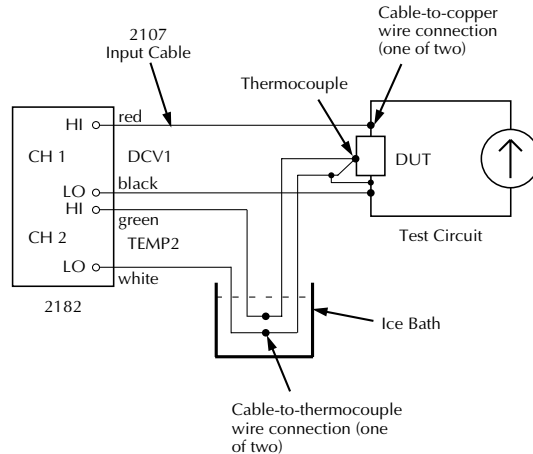 Cable-to-copper
wire connection
(one of two)
2107
Input Cable
Thermocouple
HI
red
CH 1
DCV1
DUT
LO
black
HI
green
Test Circuit
CH 2
TEMP2
LO
white
2182
Ice Bath
Cable-to-thermocouple
wire connection (one
of two)